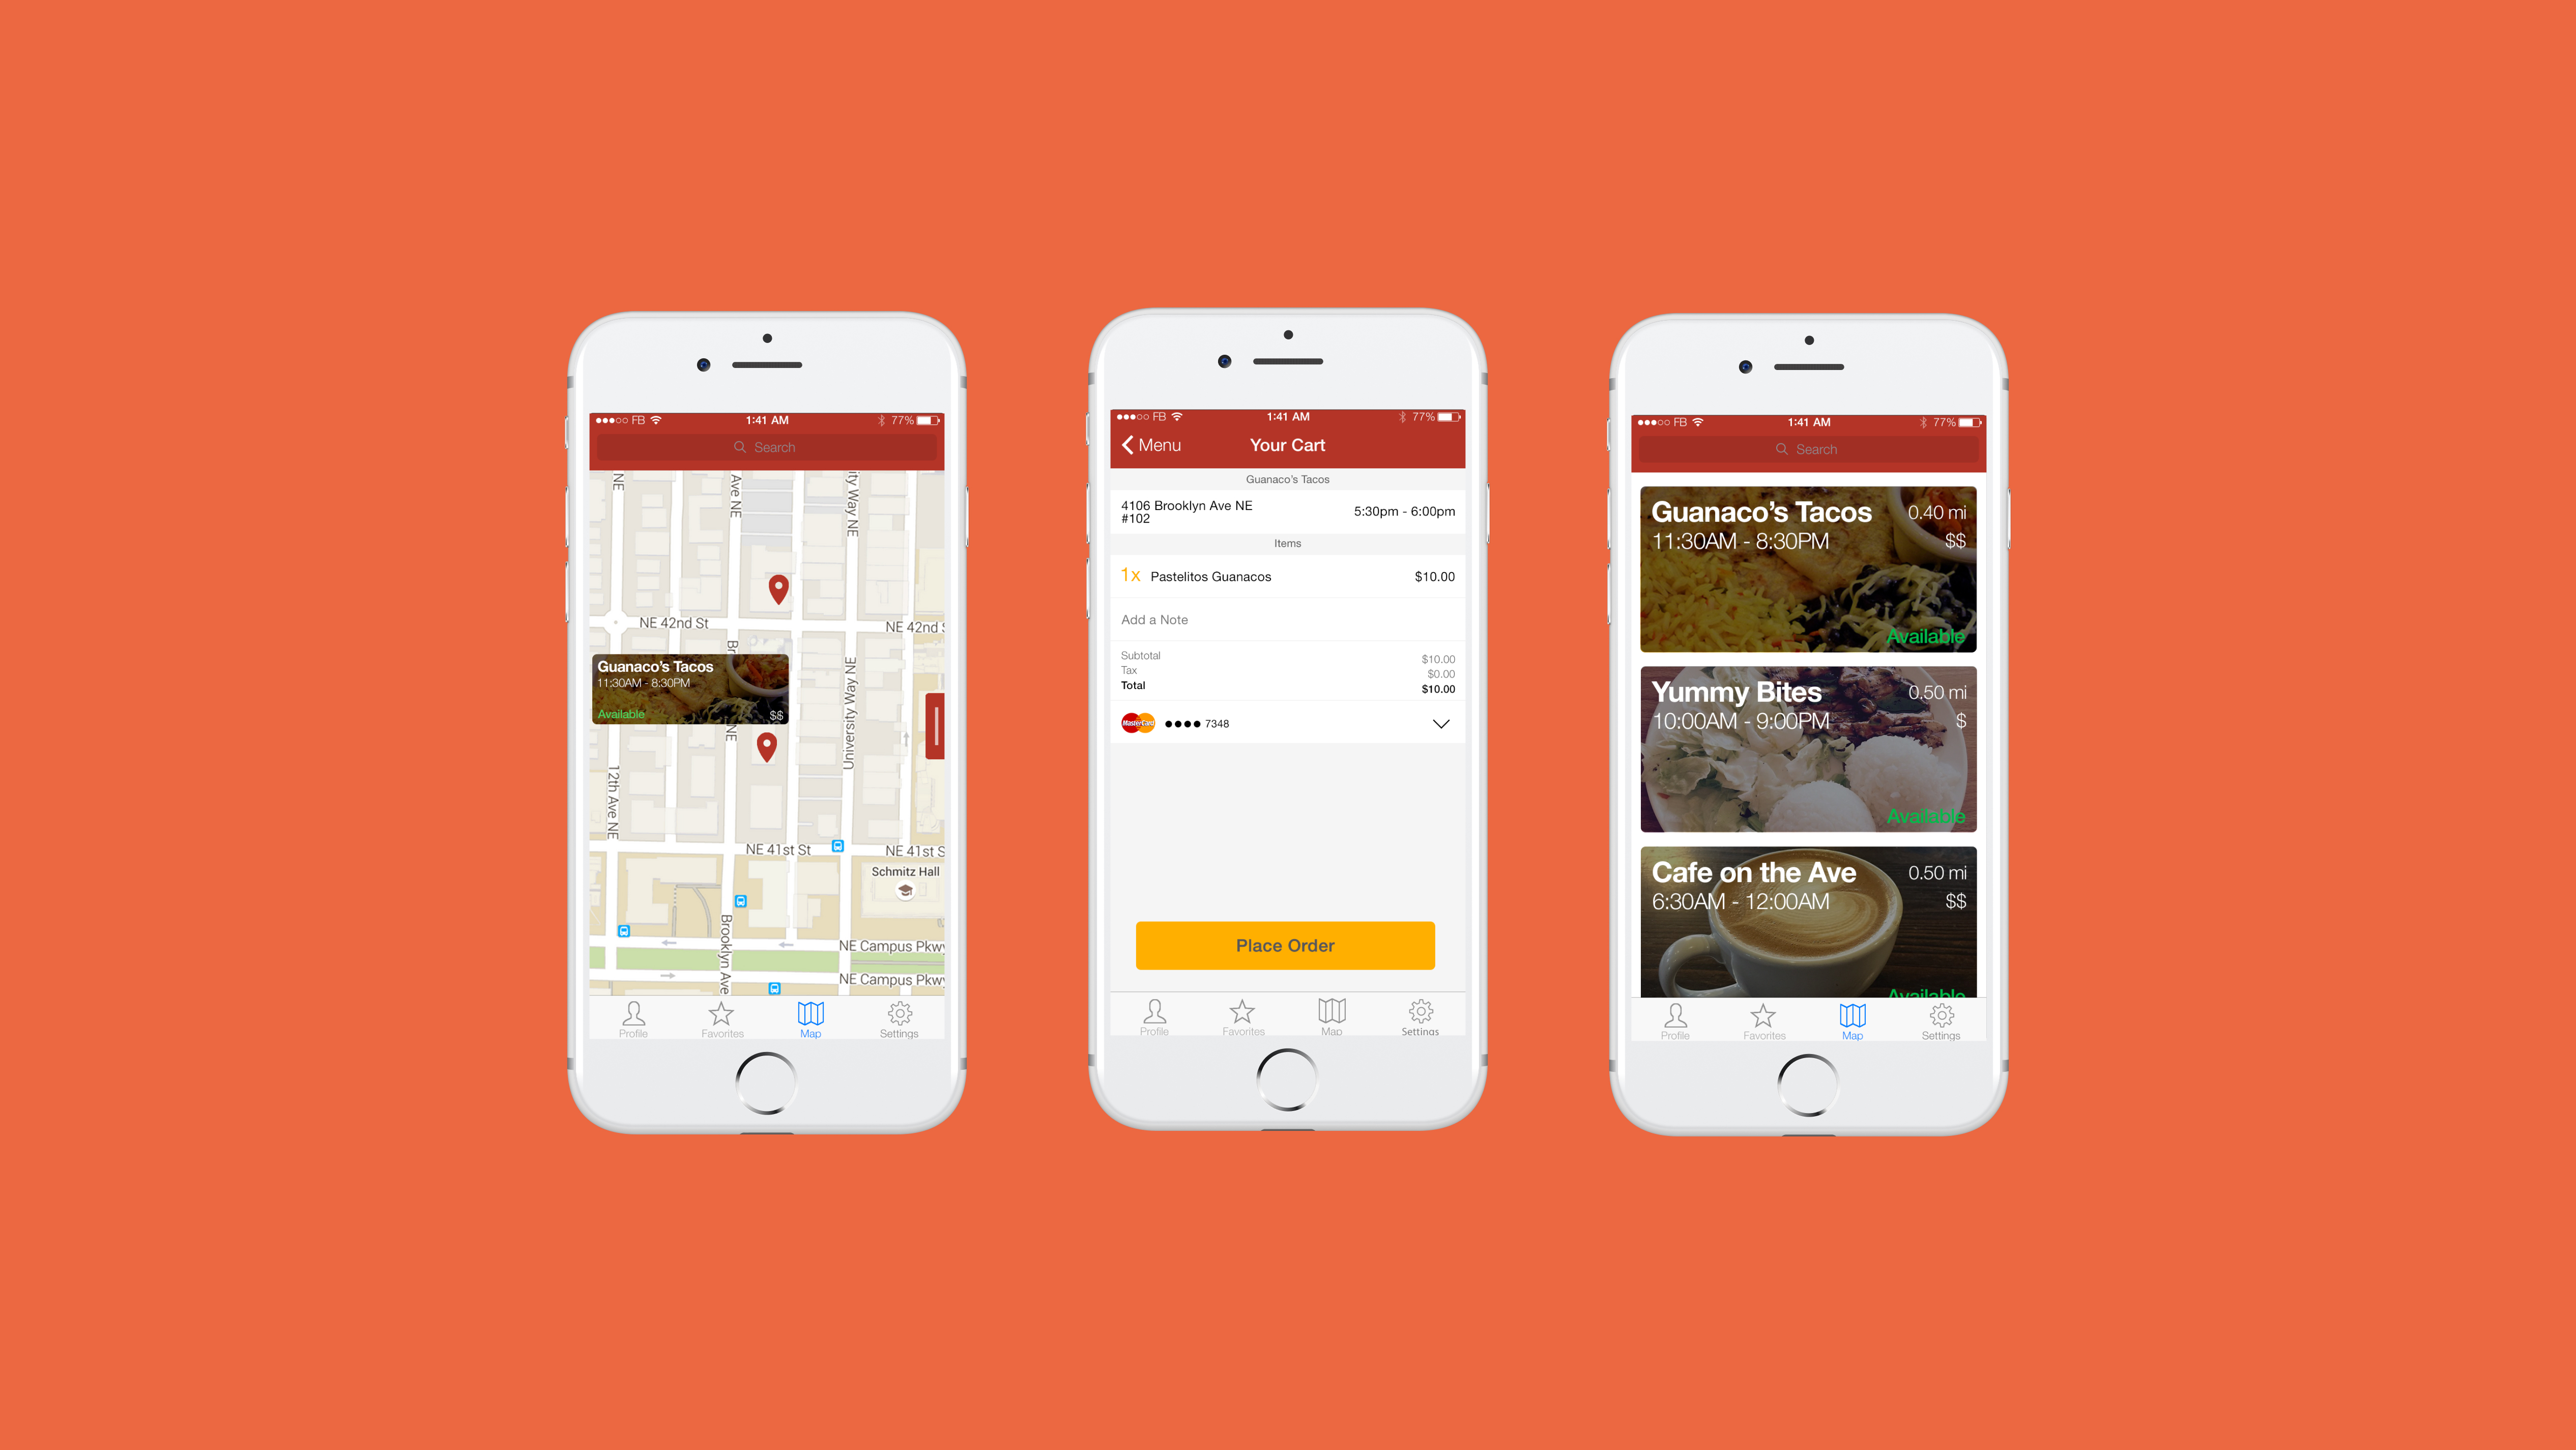 FB 1:41 AM 77%
Search
NE
Ave NE
ity Way NE
NE 42nd St
NE 42nd S
Br
Guanaco's Tacos
11:30AM - 8:30PM
Available $$
NE
University Way NE
12th Ave NE
NE 41st St
NE 41st S
Schmitz Hall
Brooklyn Ave
NE Campus Pkwy
NE Campus Pkwy
Profile Favorites Map Settings
FB 1:41 AM 77%
Menu Your Cart
Guanaco's Tacos
4106 Brooklyn Ave NE
#102
5:30pm - 6:00pm
Items
1x Pastelitos Guanacos $10.00
Add a Note
Subtotal $10.00
Tax $0.00
Total $10.00
MasterCard •••• 7348
Place Order
Profile Favorites Map Settings
FB 1:41 AM 77%
Search
Guanaco's Tacos 0.40 mi
11:30AM - 8:30PM $$
Available
Yummy Bites 0.50 mi
10:00AM - 9:00PM $
Available
Cafe on the Ave 0.50 mi
6:30AM - 12:00AM $$
Available
Profile Favorites Map Settings